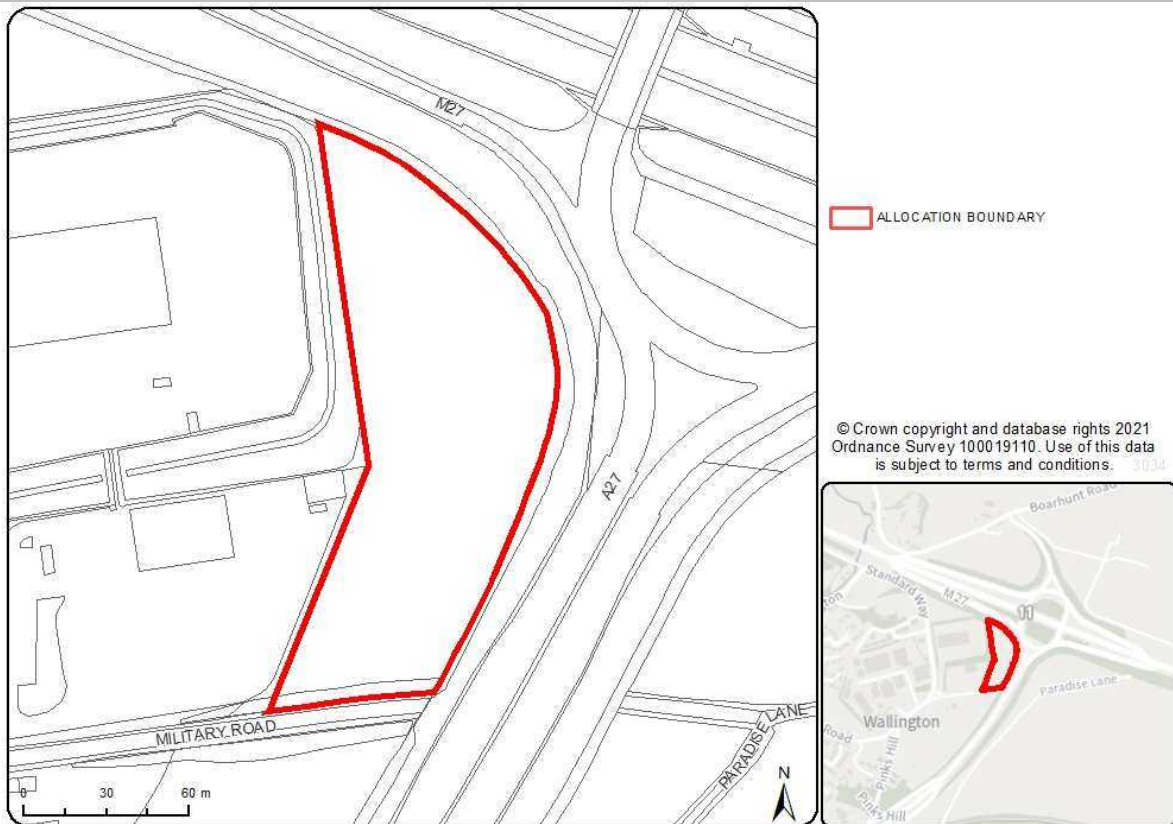 M27
A27
MILITARY ROAD
PARADISE LANE
0 30 60 m
N
ALLOCATION BOUNDARY
© Crown copyright and database rights 2021
Ordnance Survey 100019110. Use of this data
is subject to terms and conditions. 3034
Boarhunt Road
Standard Way
M27
11
Paradise Lane
Wallington
Road
Pinks Hill
Pinks Hill